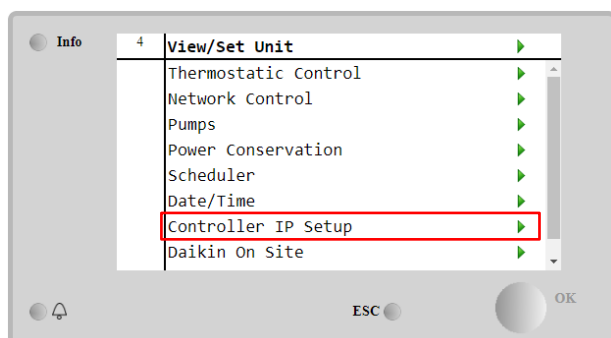 Info
4 View/Set Unit
Thermostatic Control
Network Control
Pumps
Power Conservation
Scheduler
Date/Time
Controller IP Setup
Daikin On Site
ESC
OK